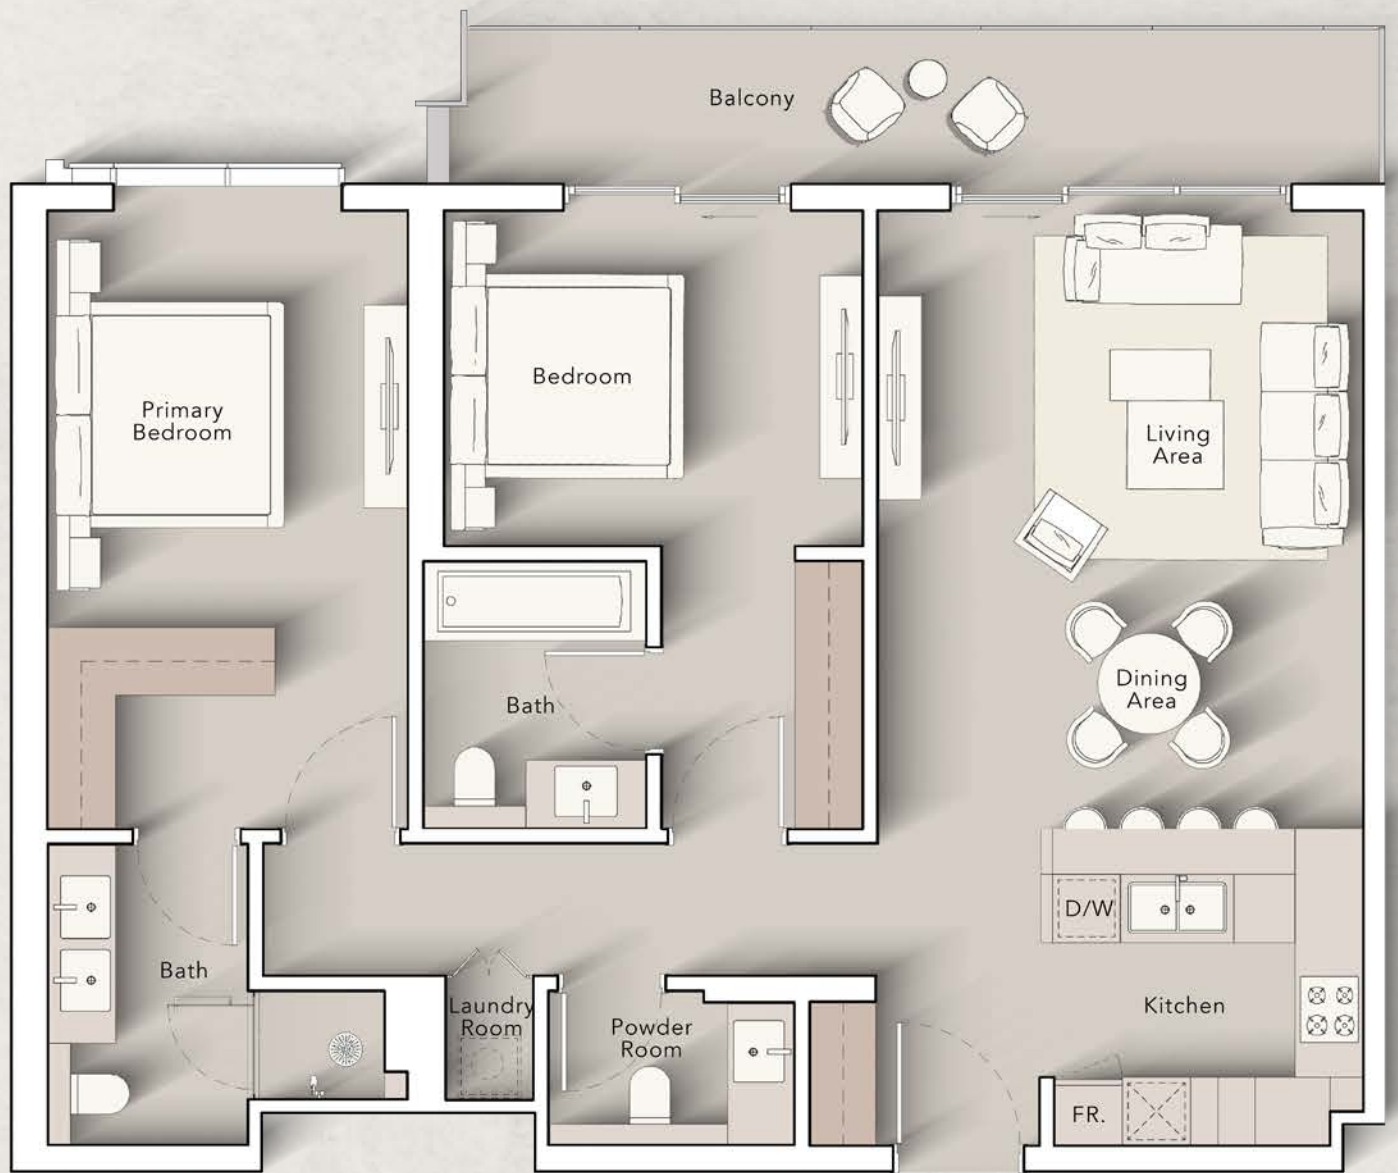 Balcony
Primary
Bedroom
Bedroom
Living
Area
Dining
Area
Bath
D/W
Bath
Laundry
Room
Powder
Room
Kitchen
FR.